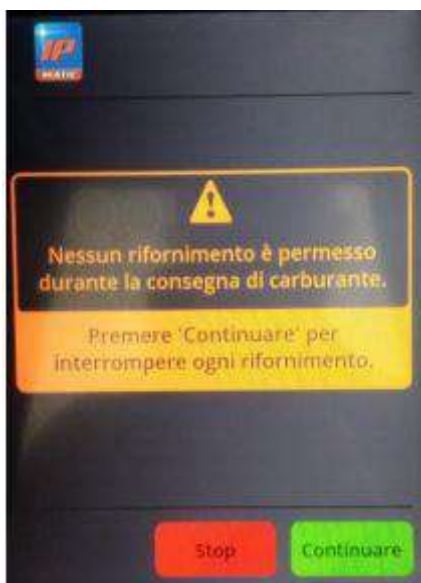 IP
MATIC
Nessun rifornimento è permesso
durante la consegna di carburante.
Premere 'Continuare' per
interrompere ogni rifornimento.
Stop
Continuare